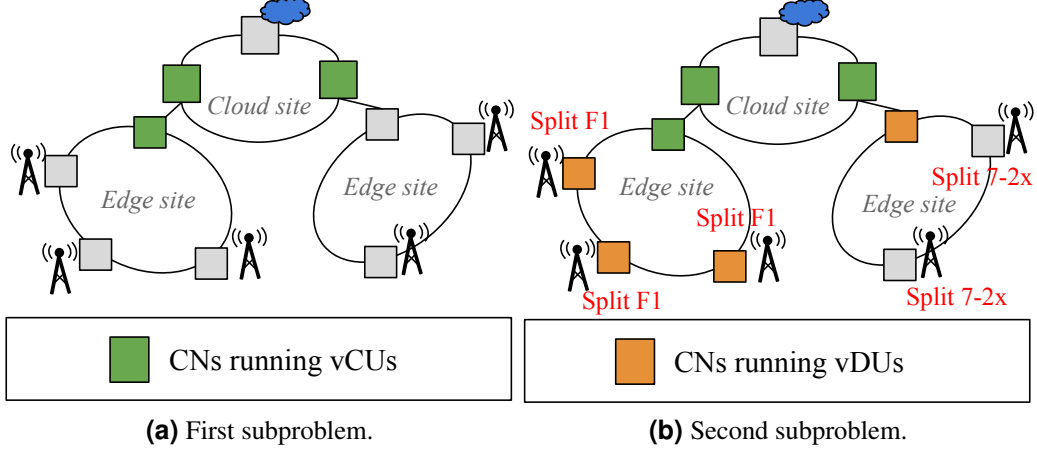 Cloud site
Edge site
Edge site
CNs running vCUs
(a) First subproblem.
Split F1
Cloud site
Edge site
Split 7-2x
Split F1
Edge site
Split F1
Split 7-2x
CNs running vDUs
(b) Second subproblem.